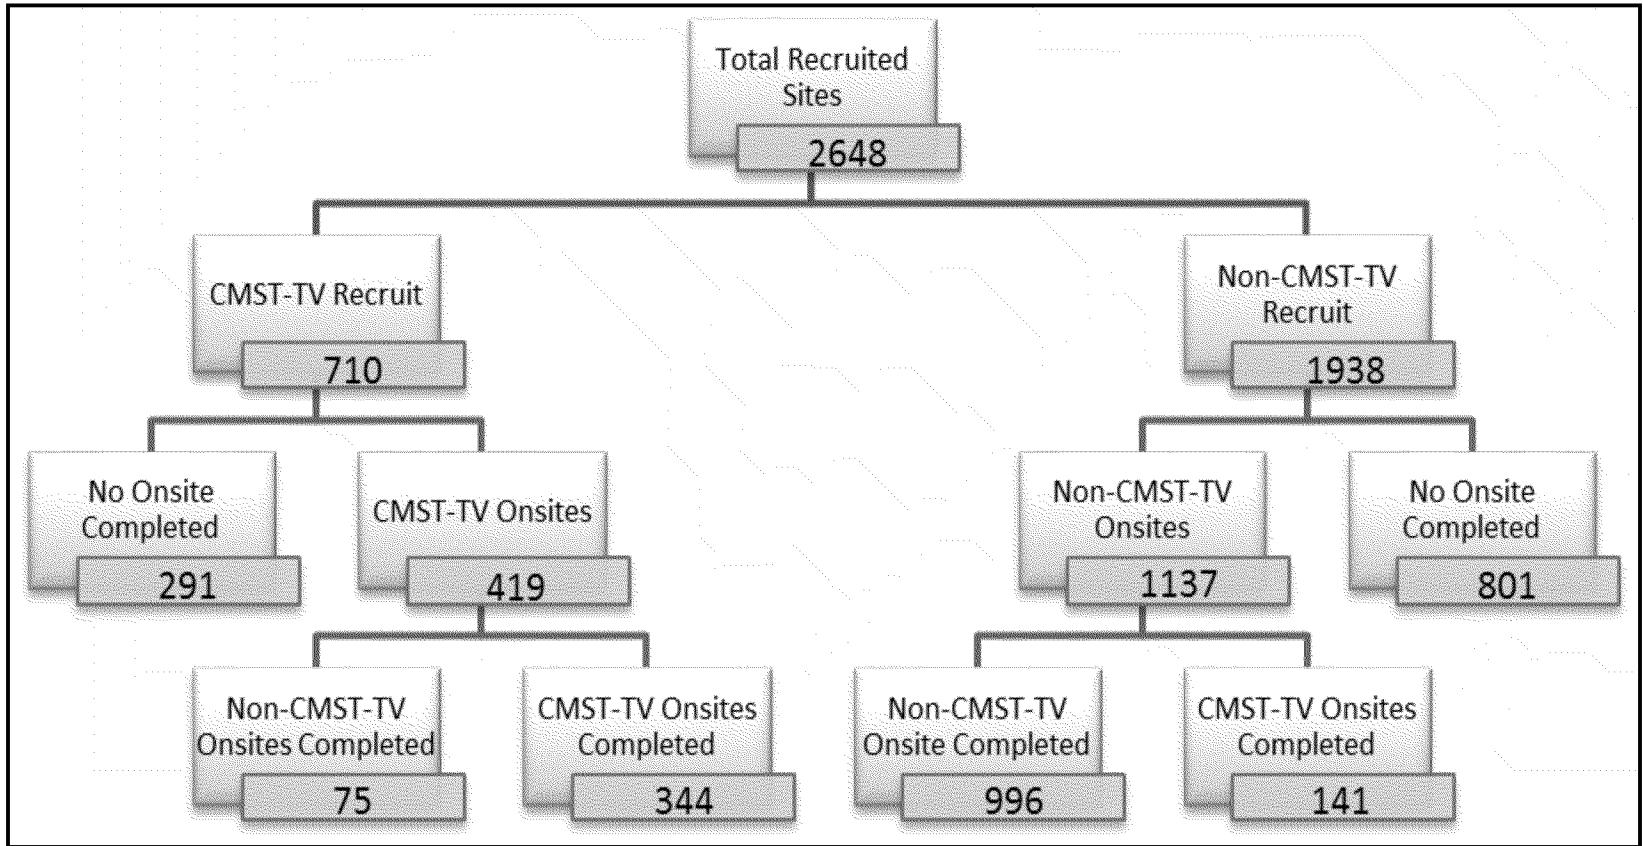 Total Recruited
Sites
2648
CMST-TV Recruit
710
Non-CMST-TV
Recruit
1938
No Onsite
Completed
291
CMST-TV Onsites
419
Non-CMST-TV
Onsites
1137
No Onsite
Completed
801
Non-CMST-TV
Onsites Completed
75
CMST-TV Onsites
Completed
344
Non-CMST-TV
Onsite Completed
996
CMST-TV Onsites
Completed
141